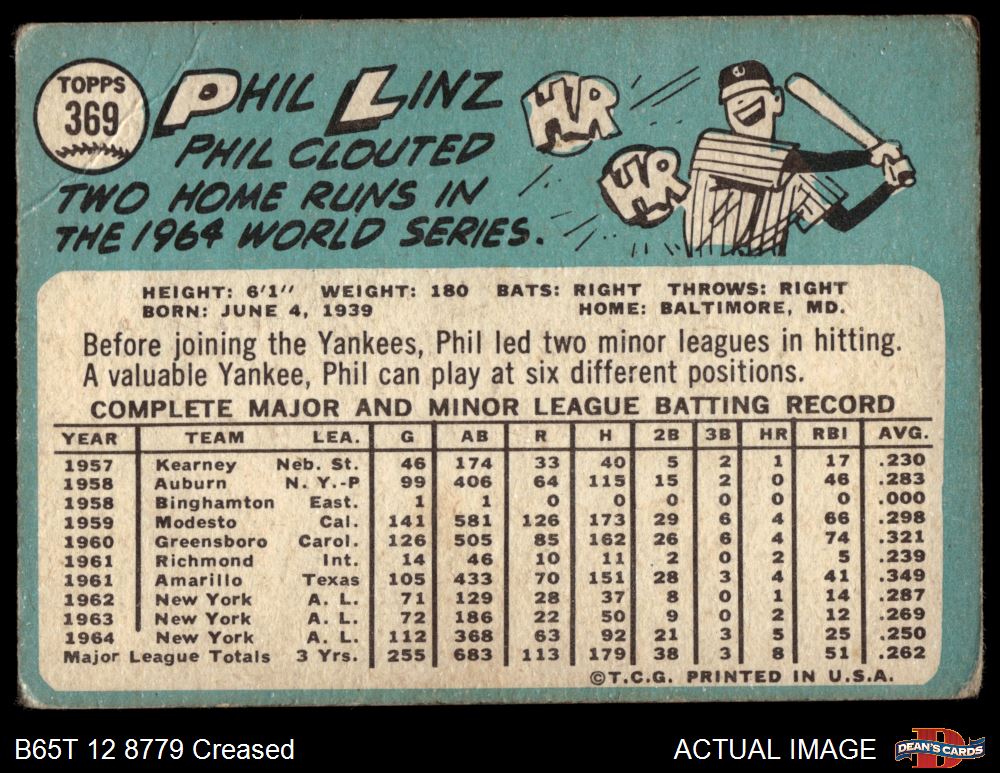 TOPPS
369
PHIL LINZ
PHIL CLOUTED
TWO HOME RUNS IN
THE 1964 WORLD SERIES.
HR
HR
HEIGHT: 6'1" WEIGHT: 180 BATS: RIGHT THROWS: RIGHT
BORN: JUNE 4, 1939 HOME: BALTIMORE, MD.
Before joining the Yankees, Phil led two minor leagues in hitting.
A valuable Yankee, Phil can play at six different positions.
COMPLETE MAJOR AND MINOR LEAGUE BATTING RECORD
YEAR TEAM LEA. G AB R H 2B 3B HR RBI AVG.
1957 Kearney Neb. St. 46 174 33 40 5 2 1 17 .230
1958 Auburn N. Y.-P 99 406 64 115 15 2 0 46 .283
1958 Binghamton East. 1 1 0 0 0 0 0 0 .000
1959 Modesto Cal. 141 581 126 173 29 6 4 66 .298
1960 Greensboro Carol. 126 505 85 162 26 6 4 74 .321
1961 Richmond Int. 14 46 10 11 2 0 2 5 .239
1961 Amarillo Texas 105 433 70 151 28 3 4 41 .349
1962 New York A. L. 71 129 28 37 8 0 1 14 .287
1963 New York A. L. 72 186 22 50 9 0 2 12 .269
1964 New York A. L. 112 368 63 92 21 3 5 25 .250
Major League Totals 3 Yrs. 255 683 113 179 38 3 8 51 .262
©T.C.G. PRINTED IN U.S.A.
B65T 12 8779 Creased
ACTUAL IMAGE
DEAN'S CARDS